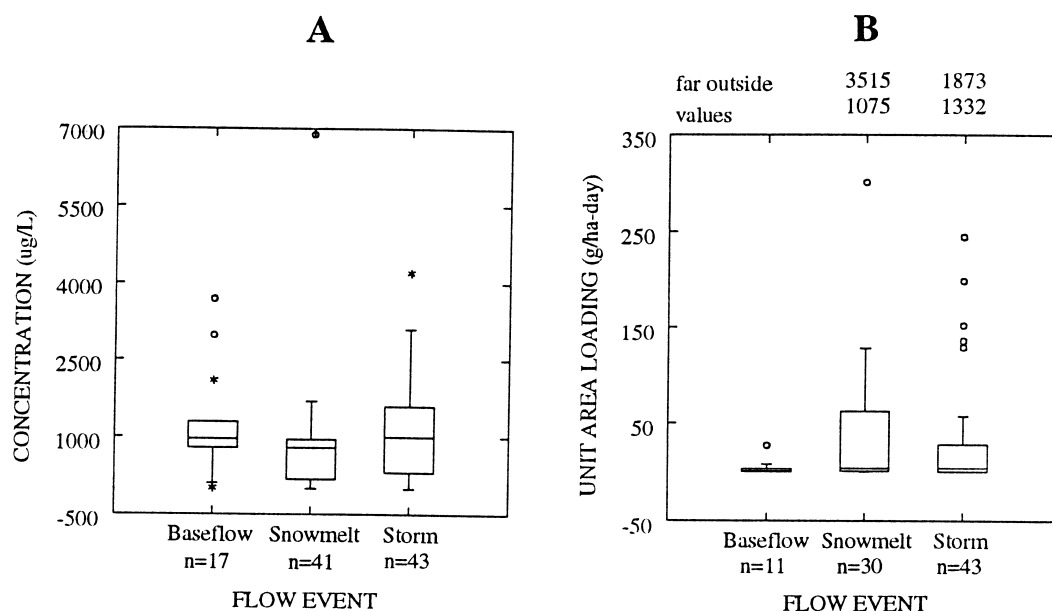 A
CONCENTRATION (ug/L)
7000
5500
4000
2500
1000
-500
Baseflow Snowmelt Storm
n=17 n=41 n=43
FLOW EVENT
B
far outside 3515 1873
values 1075 1332
UNIT AREA LOADING (g/ha-day)
350
250
150
50
-50
Baseflow Snowmelt Storm
n=11 n=30 n=43
FLOW EVENT